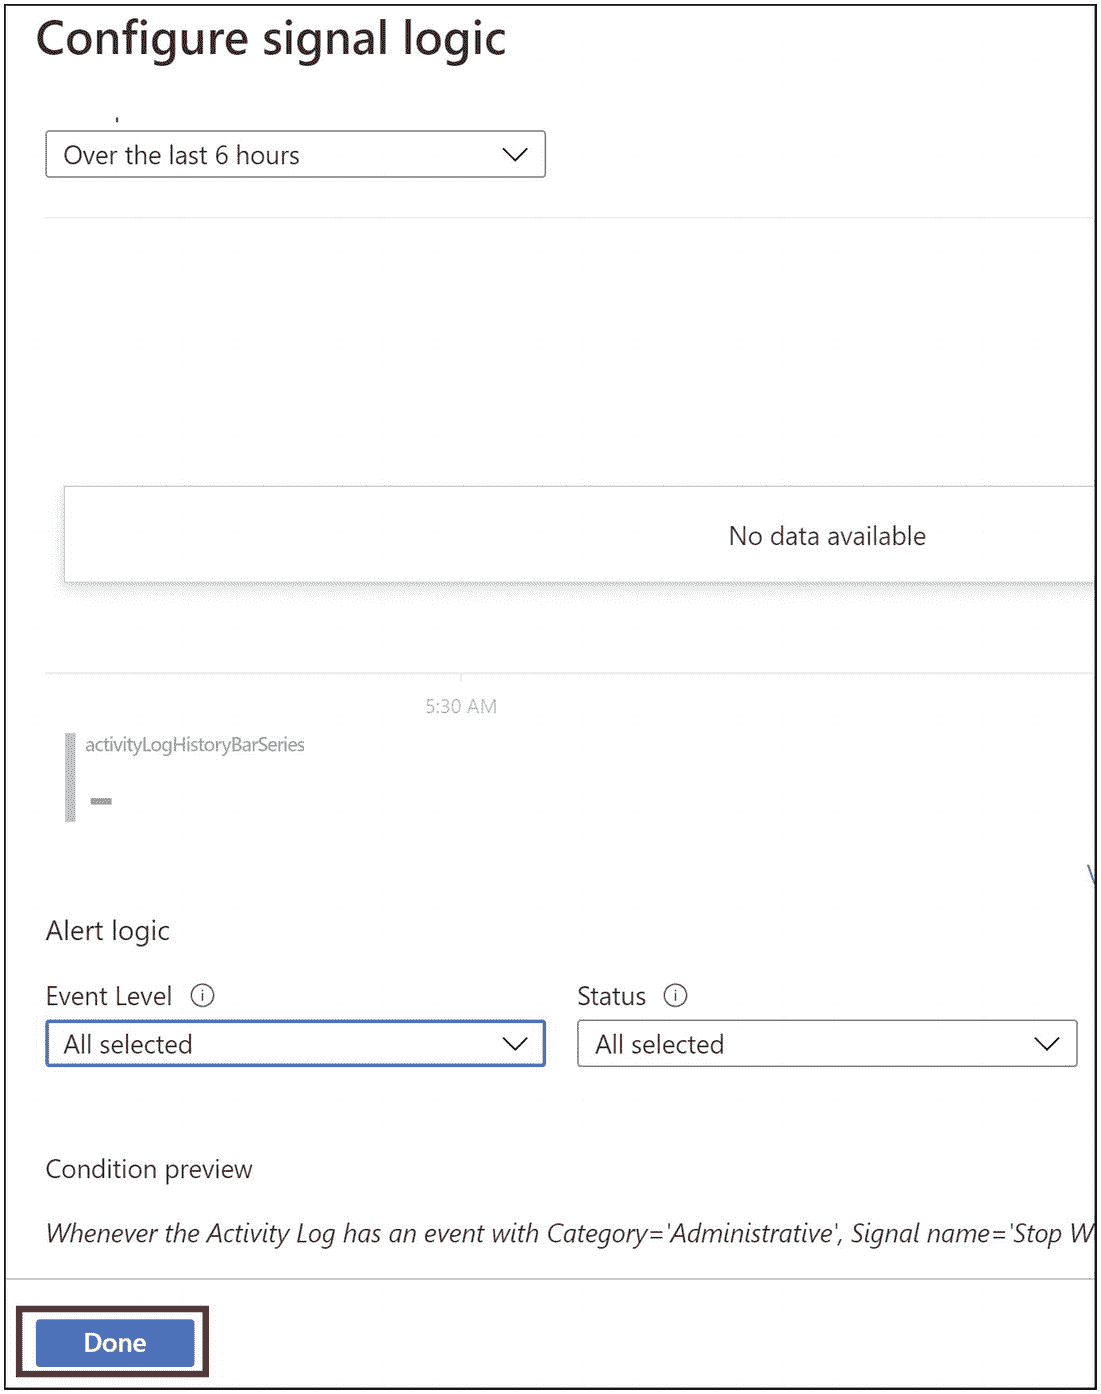 Configure signal logic
Over the last 6 hours
No data available
5:30 AM
activityLogHistoryBarSeries
Alert logic
Event Level
Status
All selected
All selected
Condition preview
Whenever the Activity Log has an event with Category='Administrative', Signal name='Stop
Done